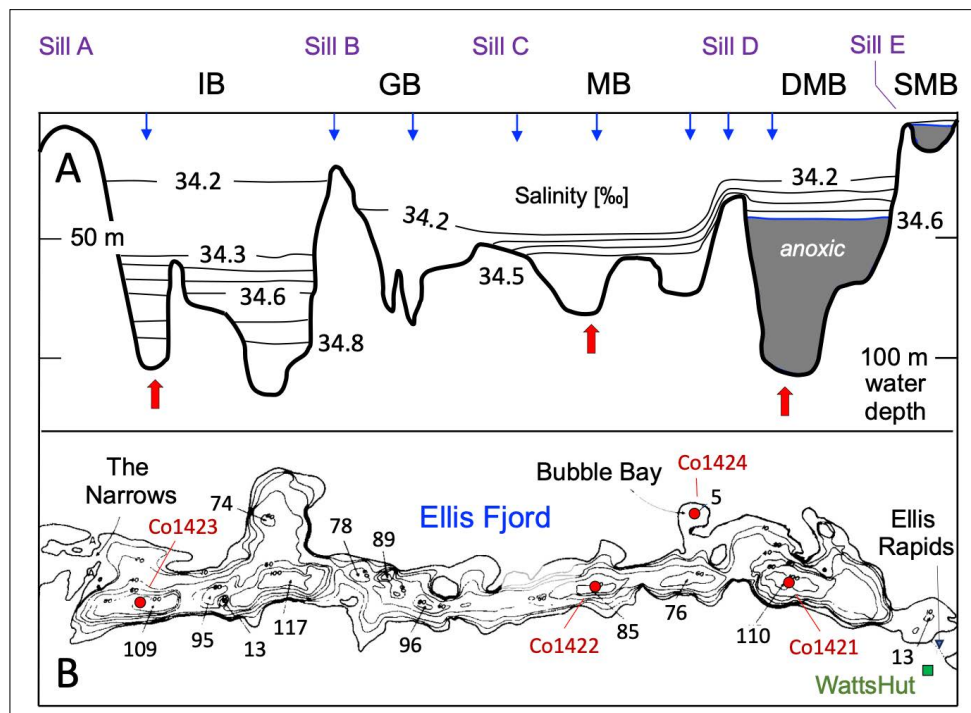 Sill A Sill B Sill C Sill D Sill E
IB GB MB DMB SMB
A
34.2 34.2 34.2
Salinity [‰]
34.2
50 m
34.3 34.5 34.6
anoxic
34.6
34.8
100 m
water
depth
The
Narrows
Co1423
74
78
89
Ellis Fjord
Bubble Bay
Co1424
5
Ellis
Rapids
109
95
13
117
96
Co1422
85
76
110
Co1421
13
B
WattsHut